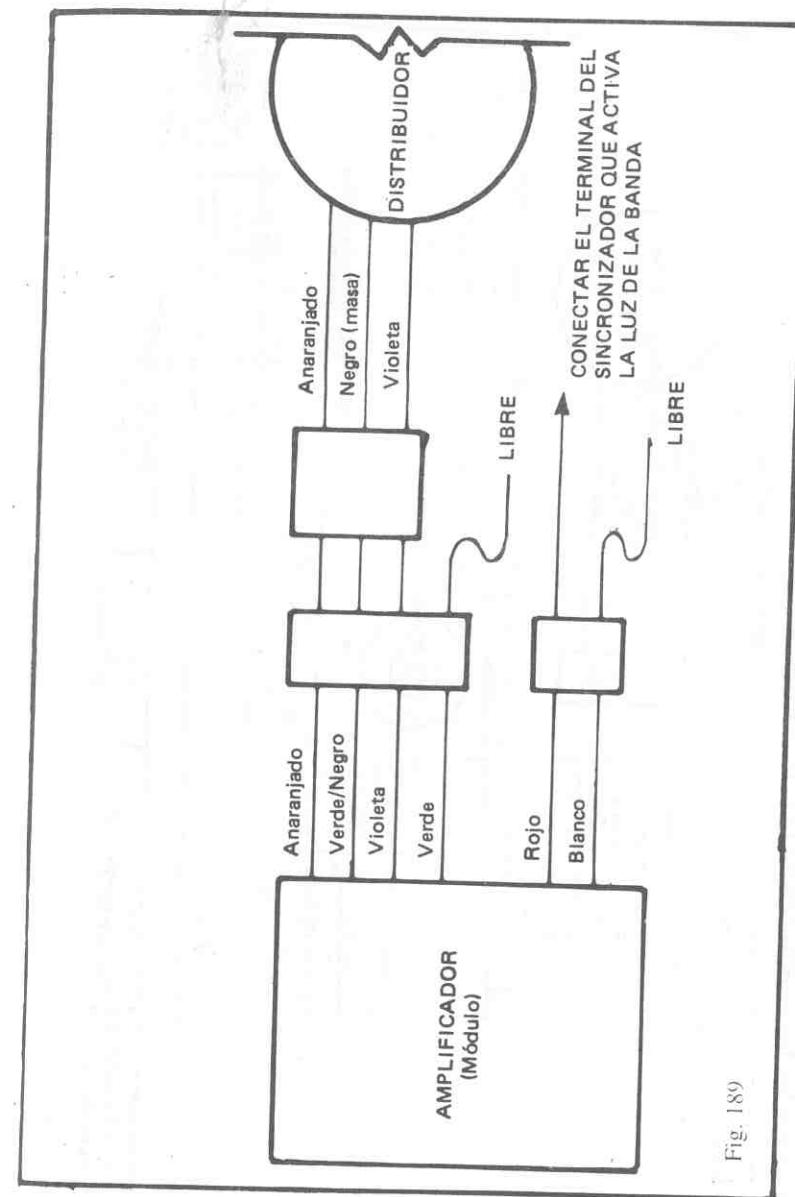 DISTRIBUIDOR
Anaranjado
Negro (masa)
Violeta
CONECTAR EL TERMINAL DEL
SINCRONIZADOR QUE ACTIVA
LA LUZ DE LA BANDA
LIBRE
LIBRE
Anaranjado
Verde/Negro
Violeta
Verde
Rojo
Blanco
AMPLIFICADOR
(Módulo)
Fig. 189